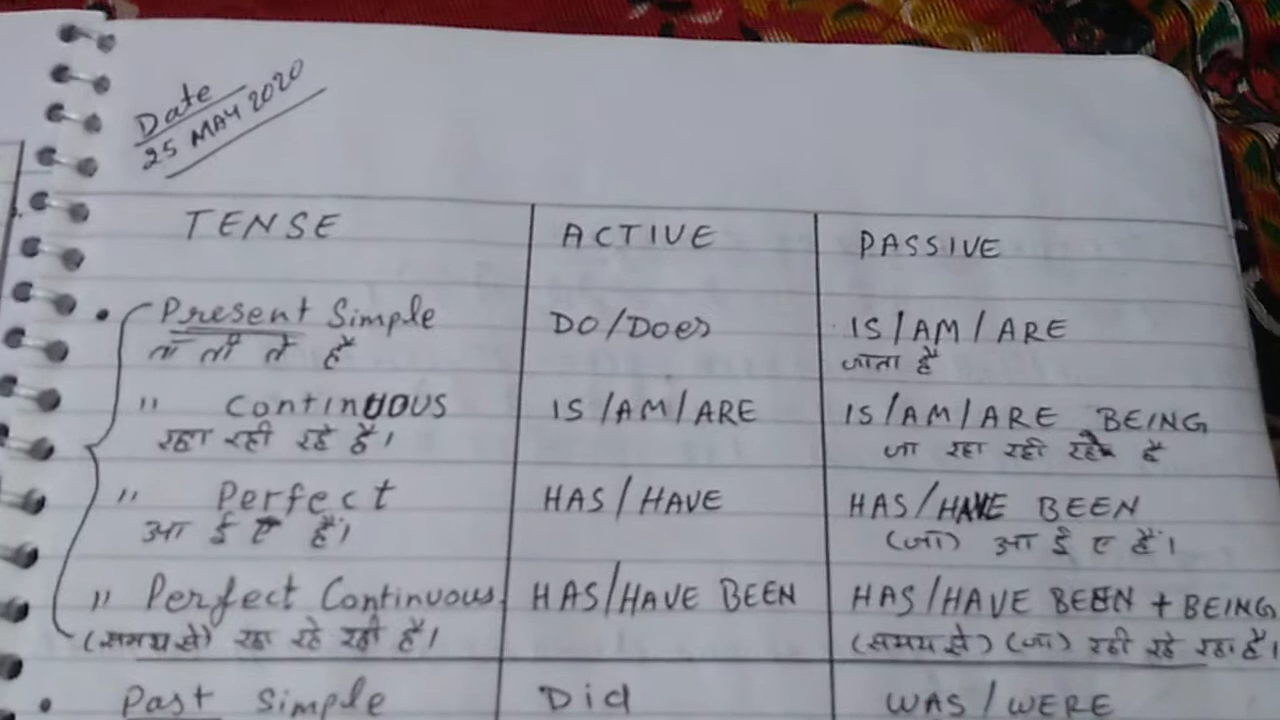 Date
25 MAY 2020
TENSE ACTIVE PASSIVE
Present Simple DO/DOES IS/AM/ARE
ता ती ते हैं जाता हैं
" Continuous IS/AM/ARE IS/AM/ARE BEING
रहा रही रहे हैं। जा रहा रही रहे हैं
" Perfect HAS/HAVE HAS/HAVE BEEN
आ ई ए हैं। (जा) आ ई ए हैं।
" Perfect Continuous HAS/HAVE BEEN HAS/HAVE BEEN + BEING
(समय से) रहा रहे रही हैं। (समय से) (जा) रही रहे रहा हैं।
Past Simple Did WAS/WERE